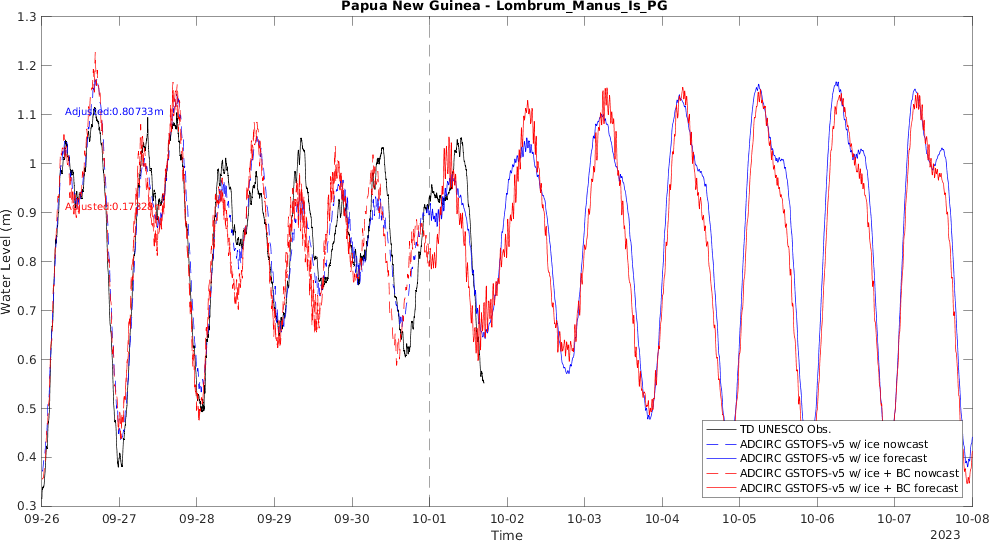 Papua New Guinea - Lombrum_Manus_Is_PG
1.3
1.2
1.1
1
0.9
0.8
0.7
0.6
0.5
0.4
0.3
Water Level (m)
Adjusted:0.80733m
TD UNESCO Obs.
ADCIRC GSTOFS-v5 w/ ice nowcast
ADCIRC GSTOFS-v5 w/ ice forecast
ADCIRC GSTOFS-v5 w/ ice + BC nowcast
ADCIRC GSTOFS-v5 w/ ice + BC forecast
09-26 09-27 09-28 09-29 09-30 10-01 10-02 10-03 10-04 10-05 10-06 10-07 10-08
Time
2023